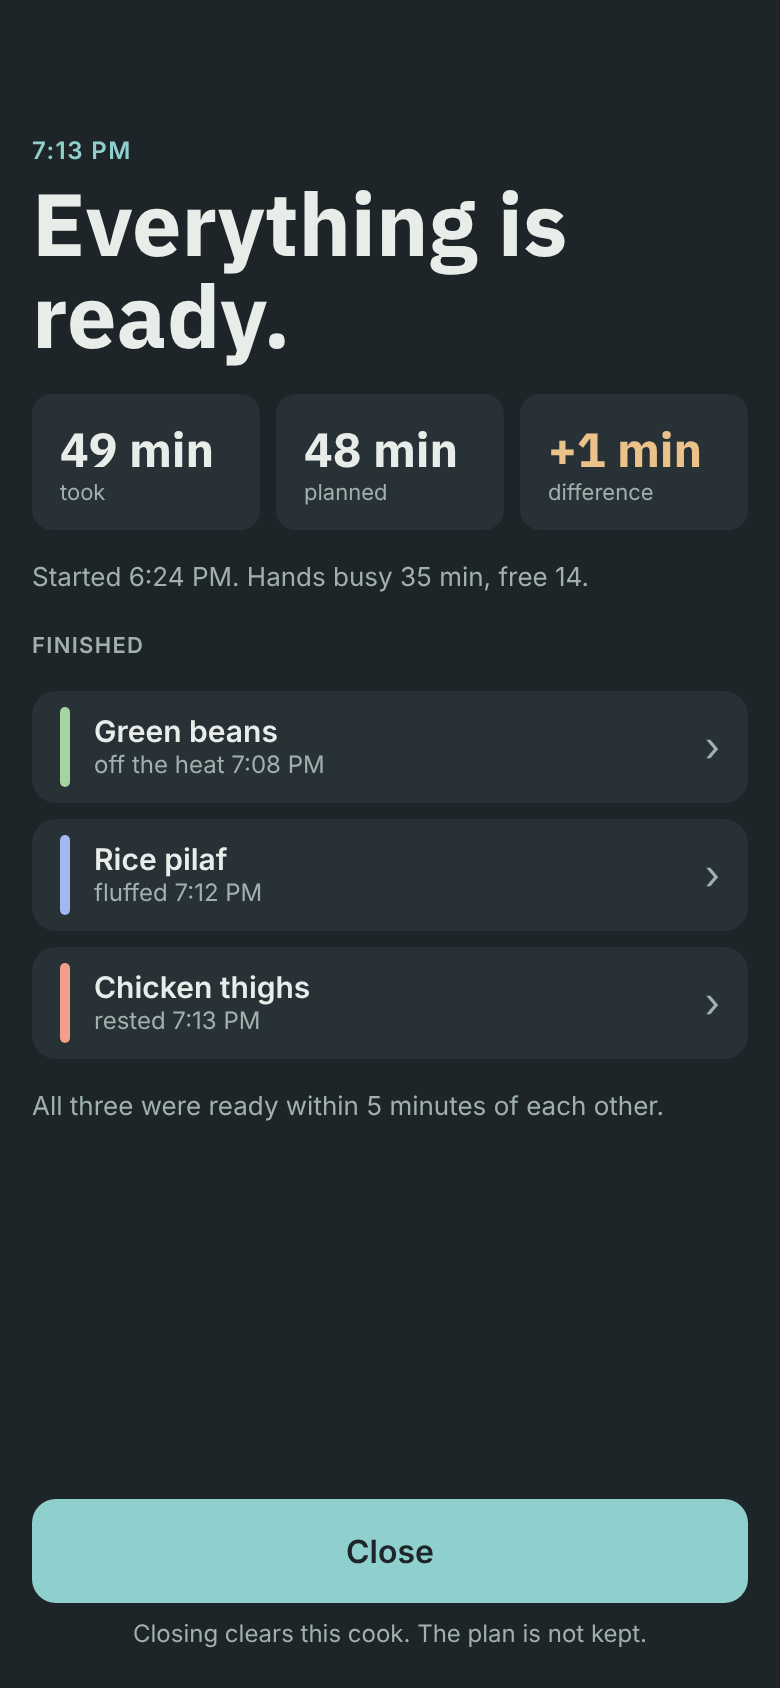 7:13 PM
Everything is
ready.
49 min
took
48 min
planned
+1 min
difference
Started 6:24 PM. Hands busy 35 min, free 14.
FINISHED
Green beans
off the heat 7:08 PM
Rice pilaf
fluffed 7:12 PM
Chicken thighs
rested 7:13 PM
All three were ready within 5 minutes of each other.
Close
Closing clears this cook. The plan is not kept.